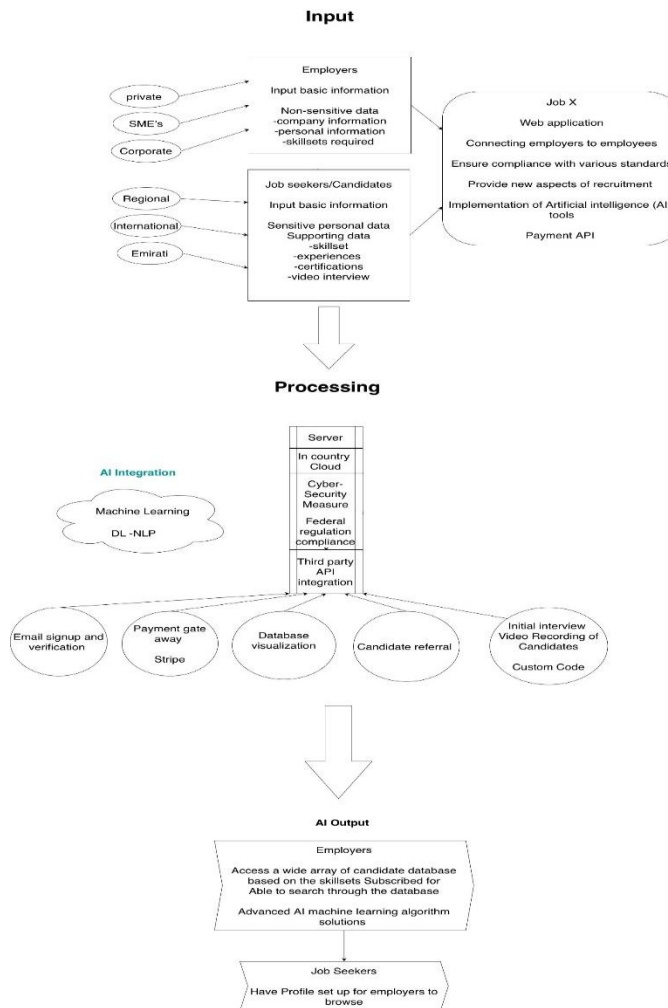 Input
Employers
Input basic information
Non-sensitive data
-company information
-personal information
-skillsets required
private
SME's
Corporate
Job seekers/Candidates
Input basic information
Sensitive personal data
Supporting data
-skillset
-experiences
-certifications
-video interview
Regional
International
Emirati
Job X
Web application
Connecting employers to employees
Ensure compliance with various standards
Provide new aspects of recruitment
Implementation of Artificial intelligence (AI
tools
Payment API
Processing
Server
In country
Cloud
Cyber-
Security
Measure
Federal
regulation
compliance
Third party
API
integration
AI Integration
Machine Learning
DL -NLP
Email signup and
verification
Payment gate
away
Stripe
Database
visualization
Candidate referral
Initial interview
Video Recording of
Candidates
Custom Code
AI Output
Employers
Access a wide array of candidate database
based on the skillsets Subscribed for
Able to search through the database
Advanced AI machine learning algorithm
solutions
Job Seekers
Have Profile set up for employers to
browse